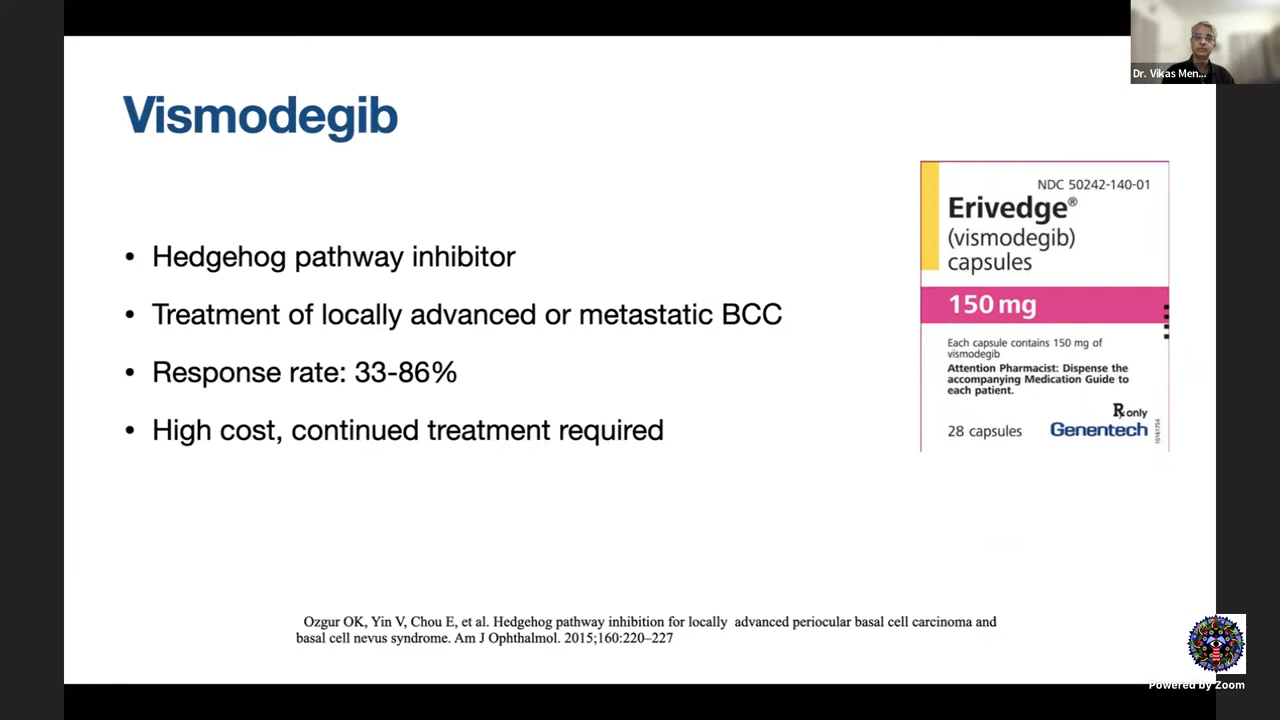 Dr. Vikas Men...
Vismodegib
• Hedgehog pathway inhibitor
• Treatment of locally advanced or metastatic BCC
• Response rate: 33-86%
• High cost, continued treatment required
NDC 50242-140-01
Erivedge®
(vismodegib)
capsules
150 mg
Each capsule contains 150 mg of
vismodegib
Attention Pharmacist: Dispense the
accompanying Medication Guide to
each patient.
Rx only
28 capsules
Genentech
10161754
Ozgur OK, Yin V, Chou E, et al. Hedgehog pathway inhibition for locally advanced periocular basal cell carcinoma and
basal cell nevus syndrome. Am J Ophthalmol. 2015;160:220–227
Powered by Zoom